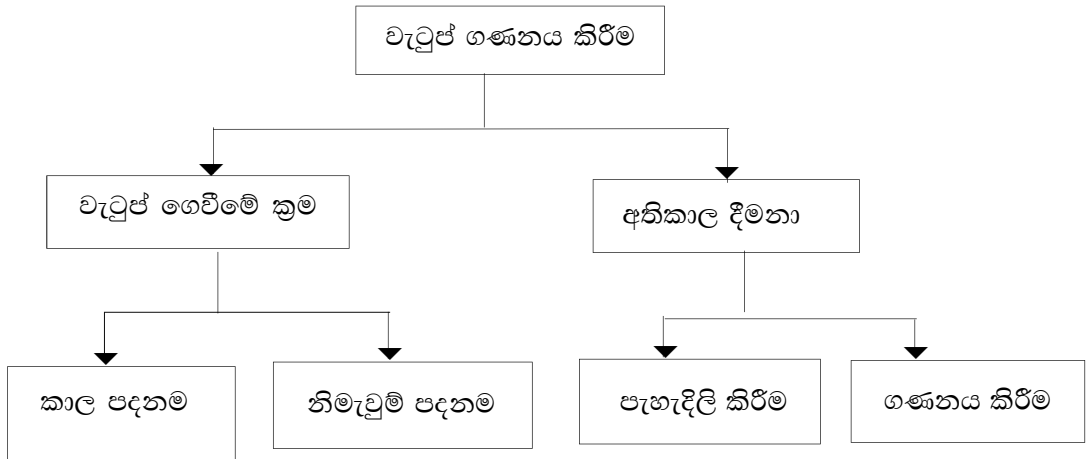 වැටුප් ගණනය කිරීම
වැටුප් ගෙවීමේ ක්‍රම
අතිකාල දීමනා
කාල පදනම
නිමැවුම් පදනම
පැහැදිලි කිරීම
ගණනය කිරීම